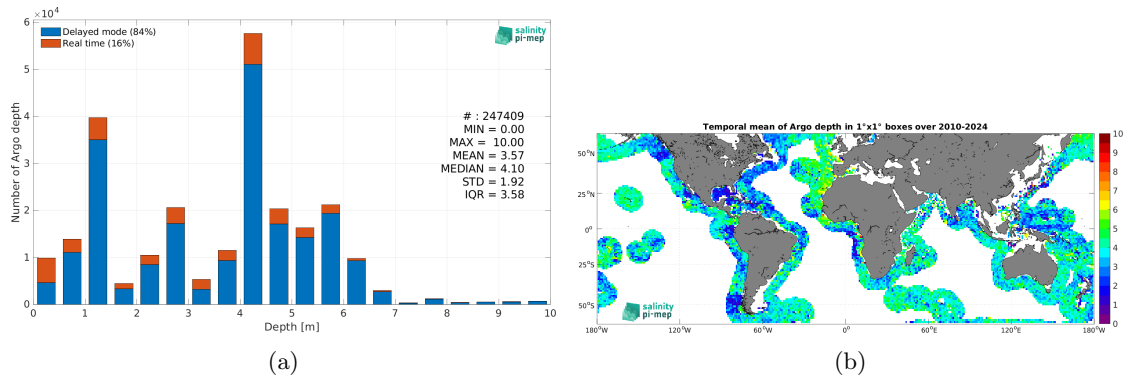 ×10⁴
6
5
4
3
2
1
0
Number of Argo depth
Delayed mode (84%)
Real time (16%)
salinity
pi-mep
# : 247409
MIN = 0.00
MAX = 10.00
MEAN = 3.57
MEDIAN = 4.10
STD = 1.92
IQR = 3.58
0 1 2 3 4 5 6 7 8 9 10
Depth [m]
(a)
Temporal mean of Argo depth in 1°x1° boxes over 2010-2024
50°N
25°N
0°
25°S
50°S
salinity
pi-mep
180°W 120°W 60°W 0° 60°E 120°E 180°W
10
9
8
7
6
5
4
3
2
1
0
(b)